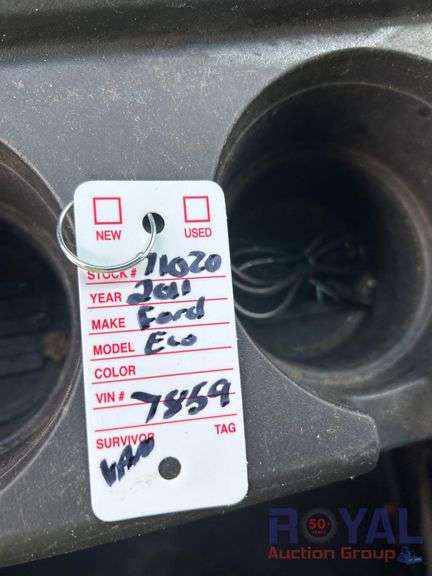 NEW USED
STOCK # 11020
YEAR 2011
MAKE Ford
MODEL Eco
COLOR
VIN # 7859
SURVIVOR TAG
VAN
ROYAL
50+
Auction Group